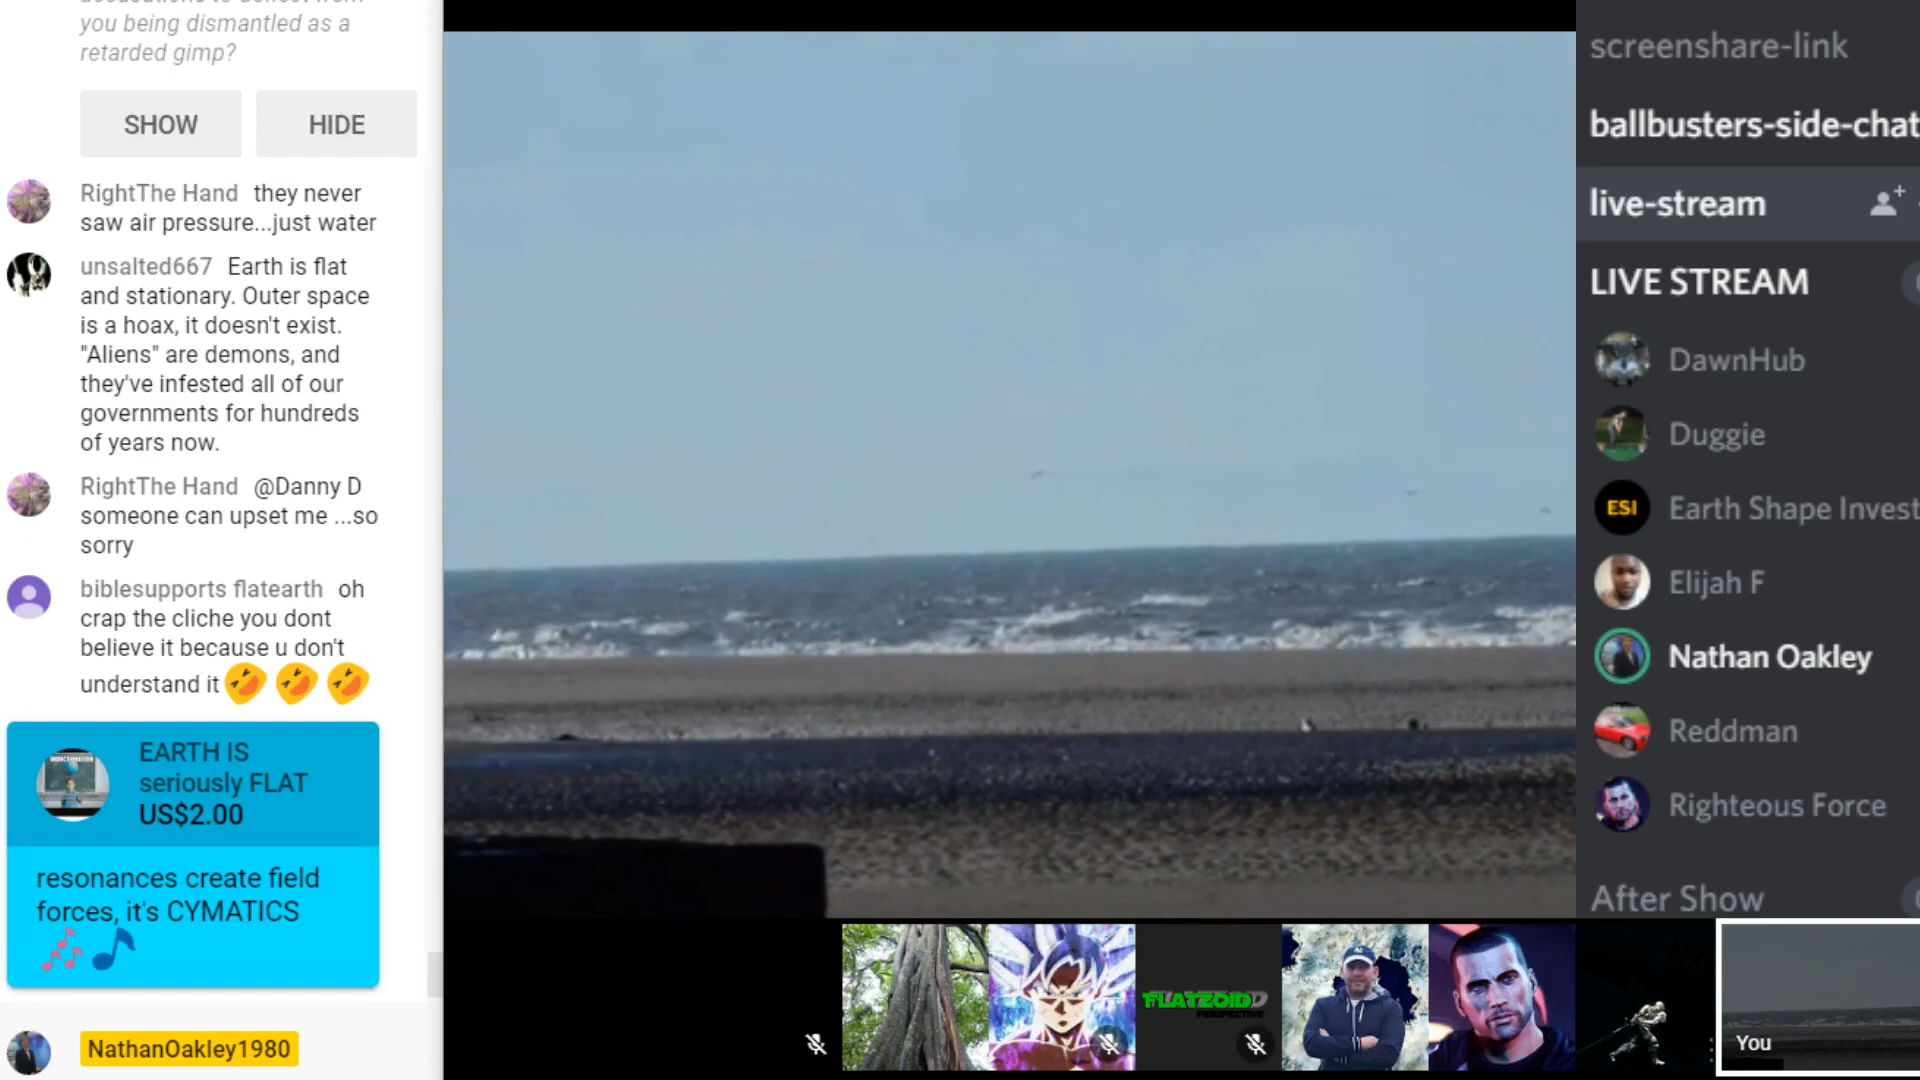 you being dismantled as a
retarded gimp?
SHOW
HIDE
RightThe Hand they never
saw air pressure...just water
unsalted667 Earth is flat
and stationary. Outer space
is a hoax, it doesn't exist.
"Aliens" are demons, and
they've infested all of our
governments for hundreds
of years now.
RightThe Hand @Danny D
someone can upset me ...so
sorry
biblesupports flatearth oh
crap the cliche you dont
believe it because u don't
understand it🤣🤣🤣
EARTH IS
seriously FLAT
US$2.00
resonances create field
forces, it's CYMATICS
🎶🎵
NathanOakley1980
FLATZOIDD
PERSPECTIVE
You
screenshare-link
ballbusters-side-chat
live-stream
LIVE STREAM
DawnHub
Duggie
ESI
Earth Shape Invest
Elijah F
Nathan Oakley
Reddman
Righteous Force
After Show